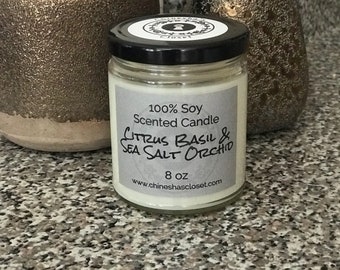 100% Soy
Scented Candle
Citrus Basil &
Sea Salt Orchid
8 oz
www.chineshascloset.com